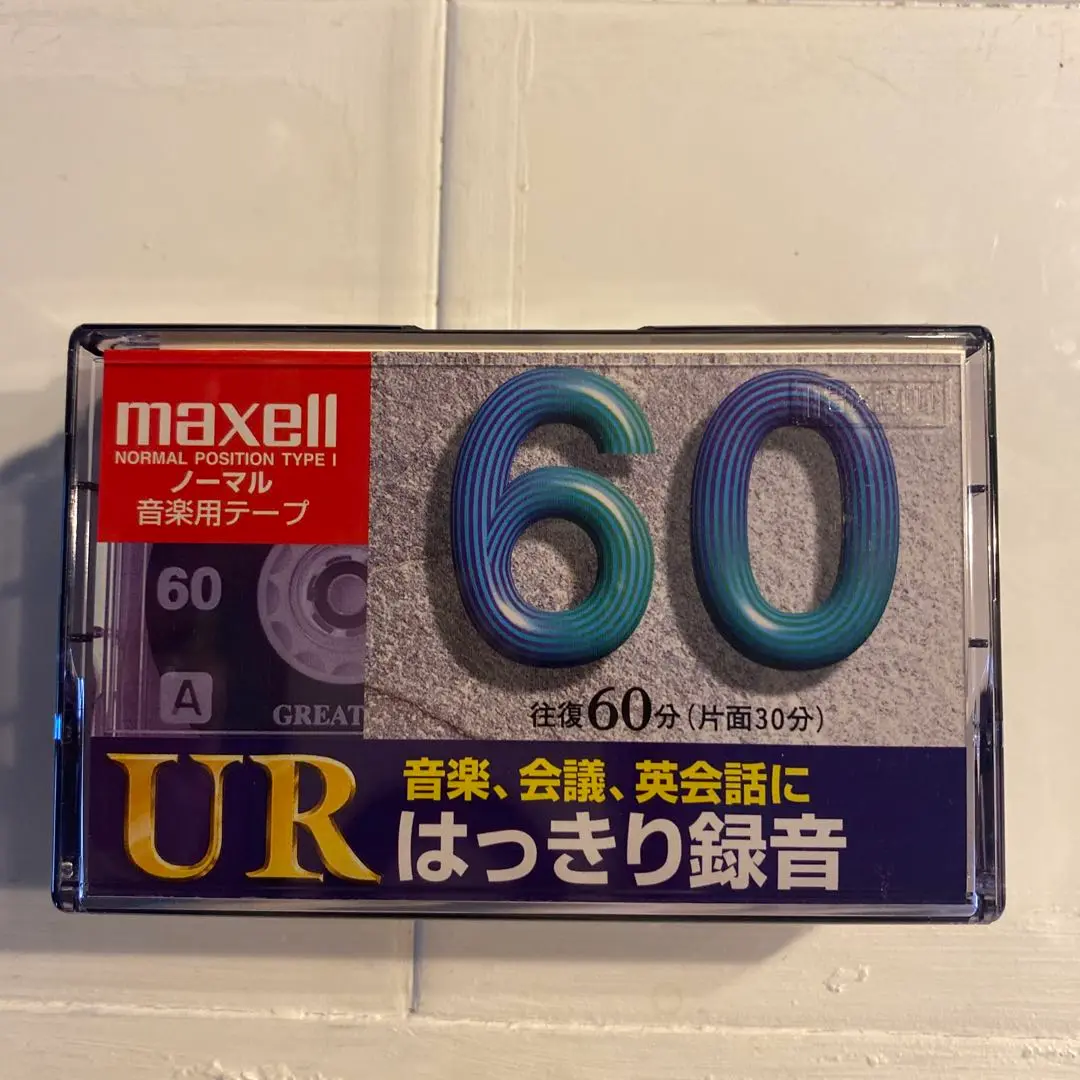 maxell
NORMAL POSITION TYPE I
ノーマル
音楽用テープ
60
60
A
GREAT
往復60分(片面30分)
UR
音楽、会議、英会話に
はっきり録音
maxell